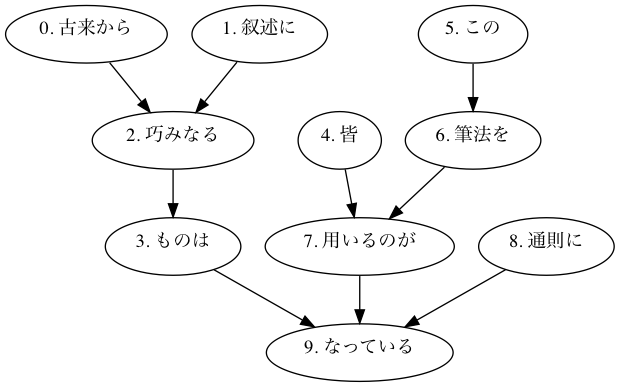 0. 古来から
1. 叙述に
5. この
2. 巧みなる
4. 皆
6. 筆法を
3. ものは
7. 用いるのが
8. 通則に
9. なっている